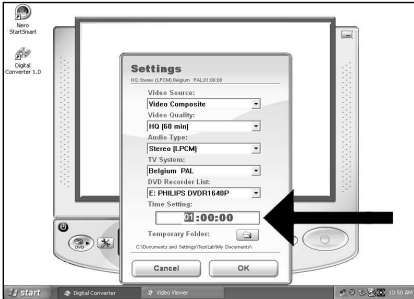 Nero
StartSmart
Digital
Converter 1.0
Settings
HQ,Stereo (LPCM),Belgium PAL,01:00:00
Video Source:
Video Composite
Video Quality:
HQ (60 min)
Audio Type:
Stereo (LPCM)
TV System:
Belgium PAL
DVD Recorder List:
E: PHILIPS DVDR1640P
Time Setting:
01:00:00
Temporary Folder:
C:\Documents and Settings\TestLab\My Documents\
Cancel
OK
DVD
start
Digital Converter
Video Viewer
10:50 AM